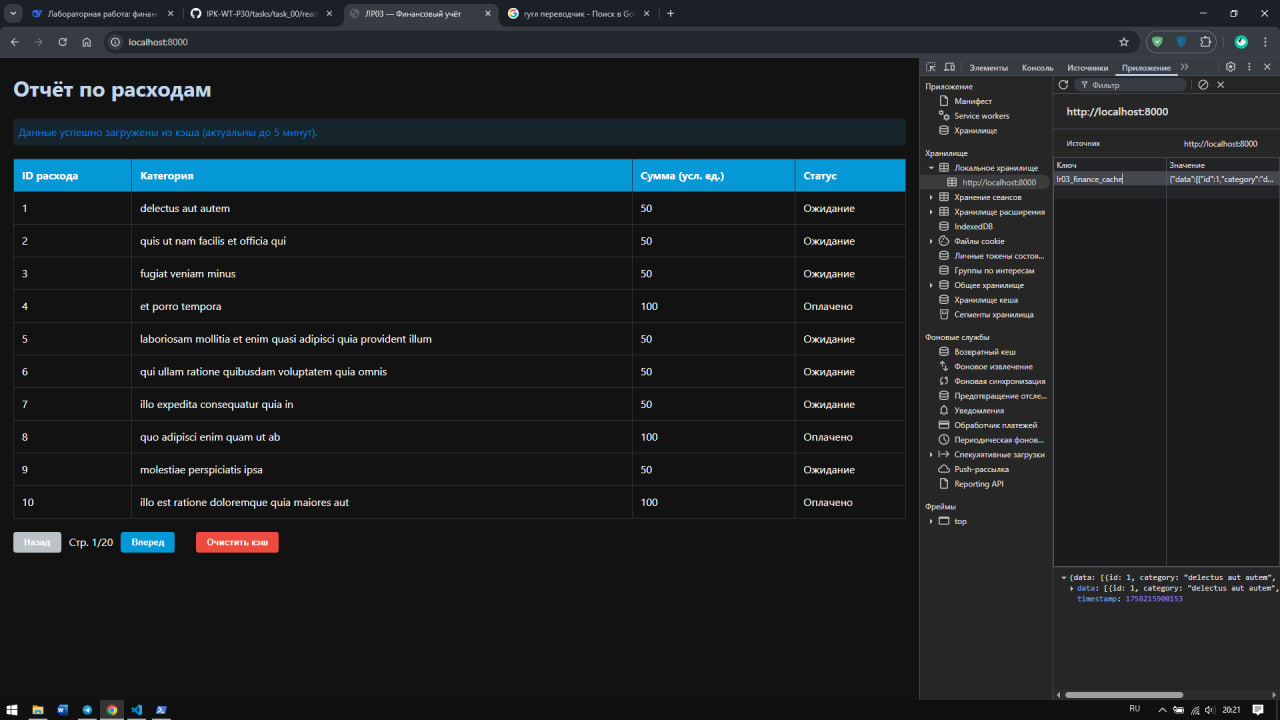 Лабораторная работа: финан
IPK-WT-P30/tasks/task_00/read
ЛР03 — Финансовый учёт
гугл переводчик - Поиск в Go
localhost:8000
Элементы Консоль Источники Приложение
Отчёт по расходам
Данные успешно загружены из кэша (актуальны до 5 минут).
ID расхода Категория Сумма (усл. ед.) Статус
1 delectus aut autem 50 Ожидание
2 quis ut nam facilis et officia qui 50 Ожидание
3 fugiat veniam minus 50 Ожидание
4 et porro tempora 100 Оплачено
5 laboriosam mollitia et enim quasi adipisci quia provident illum 50 Ожидание
6 qui ullam ratione quibusdam voluptatem quia omnis 50 Ожидание
7 illo expedita consequatur quia in 50 Ожидание
8 quo adipisci enim quam ut ab 100 Оплачено
9 molestiae perspiciatis ipsa 50 Ожидание
10 illo est ratione doloremque quia maiores aut 100 Оплачено
Назад Стр. 1/20 Вперед Очистить кэш
Приложение
Манифест
Service workers
Хранилище
Хранилище
Локальное хранилище
http://localhost:8000
Хранение сеансов
Хранилище расширения
IndexedDB
Файлы cookie
Личные токены состоя...
Группы по интересам
Общее хранилище
Хранилище кеша
Сегменты хранилища
Фоновые службы
Возвратный кеш
Фоновое извлечение
Фоновая синхронизация
Предотвращение отсле...
Уведомления
Обработчик платежей
Периодическая фонов...
Спекулятивные загрузки
Push-рассылка
Reporting API
Фреймы
top
Фильтр
http://localhost:8000
Источник http://localhost:8000
Ключ Значение
lr03_finance_cache {"data":[{"id":1,"category":"d...
{data: [{id: 1, category: "delectus aut autem",
data: [{id: 1, category: "delectus aut autem",
timestamp: 1758215900153
RU 20:21